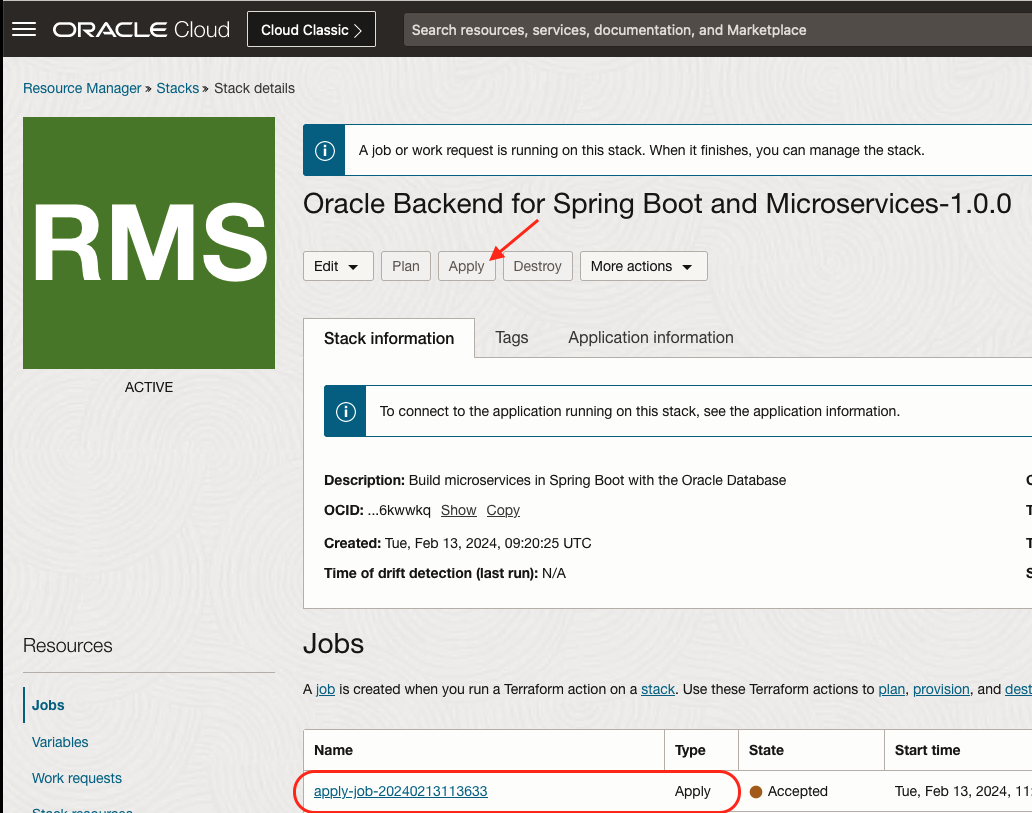 ORACLE Cloud
Cloud Classic >
Search resources, services, documentation, and Marketplace
Resource Manager » Stacks » Stack details
RMS
ACTIVE
A job or work request is running on this stack. When it finishes, you can manage the stack.
Oracle Backend for Spring Boot and Microservices-1.0.0
Edit
Plan
Apply
Destroy
More actions
Stack information
Tags
Application information
To connect to the application running on this stack, see the application information.
Description: Build microservices in Spring Boot with the Oracle Database
OCID: ...6kwwkq Show Copy
Created: Tue, Feb 13, 2024, 09:20:25 UTC
Time of drift detection (last run): N/A
Resources
Jobs
Variables
Work requests
Stack resources
Jobs
A job is created when you run a Terraform action on a stack. Use these Terraform actions to plan, provision, and dest
Name Type State Start time
apply-job-20240213113633 Apply Accepted Tue, Feb 13, 2024, 11: